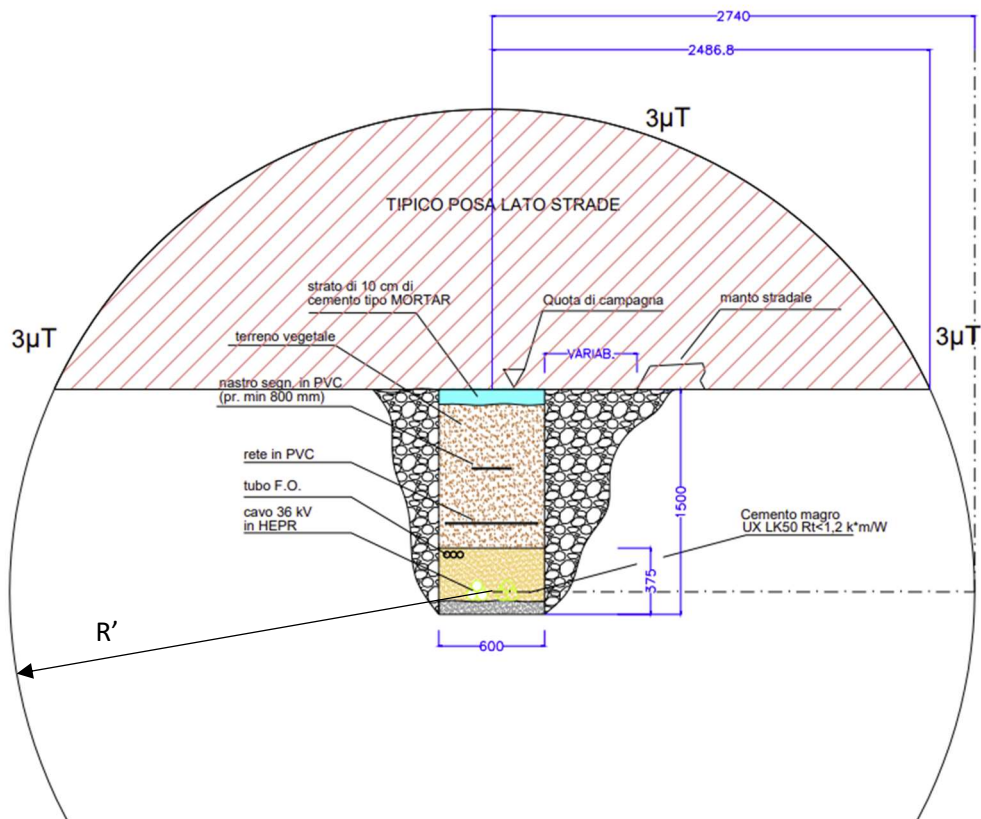 2740
2486.8
3µT
TIPICO POSA LATO STRADE
strato di 10 cm di
cemento tipo MORTAR
Quota di campagna
manto stradale
3µT
3µT
terreno vegetale
VARIAB.
nastro segn. in PVC
(pr. min 800 mm)
rete in PVC
tubo F.O.
cavo 36 kV
in HEPR
1500
Cemento magro
UX LK50 Rt<1,2 k*m/W
375
R’
600